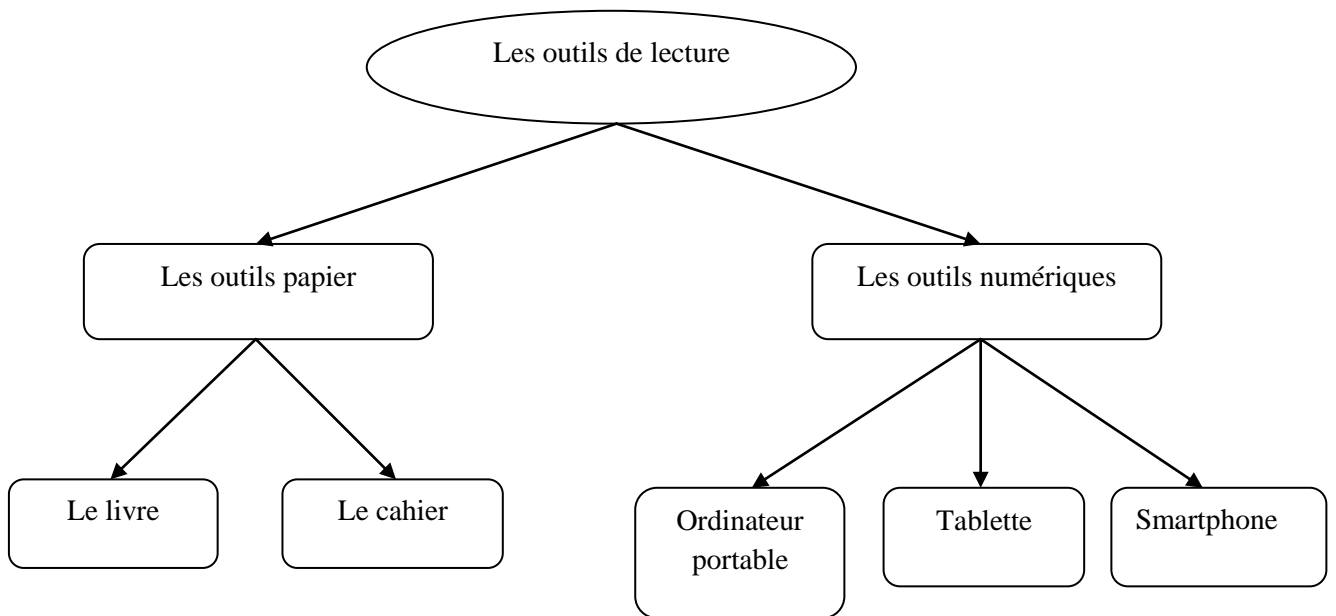 Les outils de lecture
Les outils papier
Les outils numériques
Le livre
Le cahier
Ordinateur
portable
Tablette
Smartphone